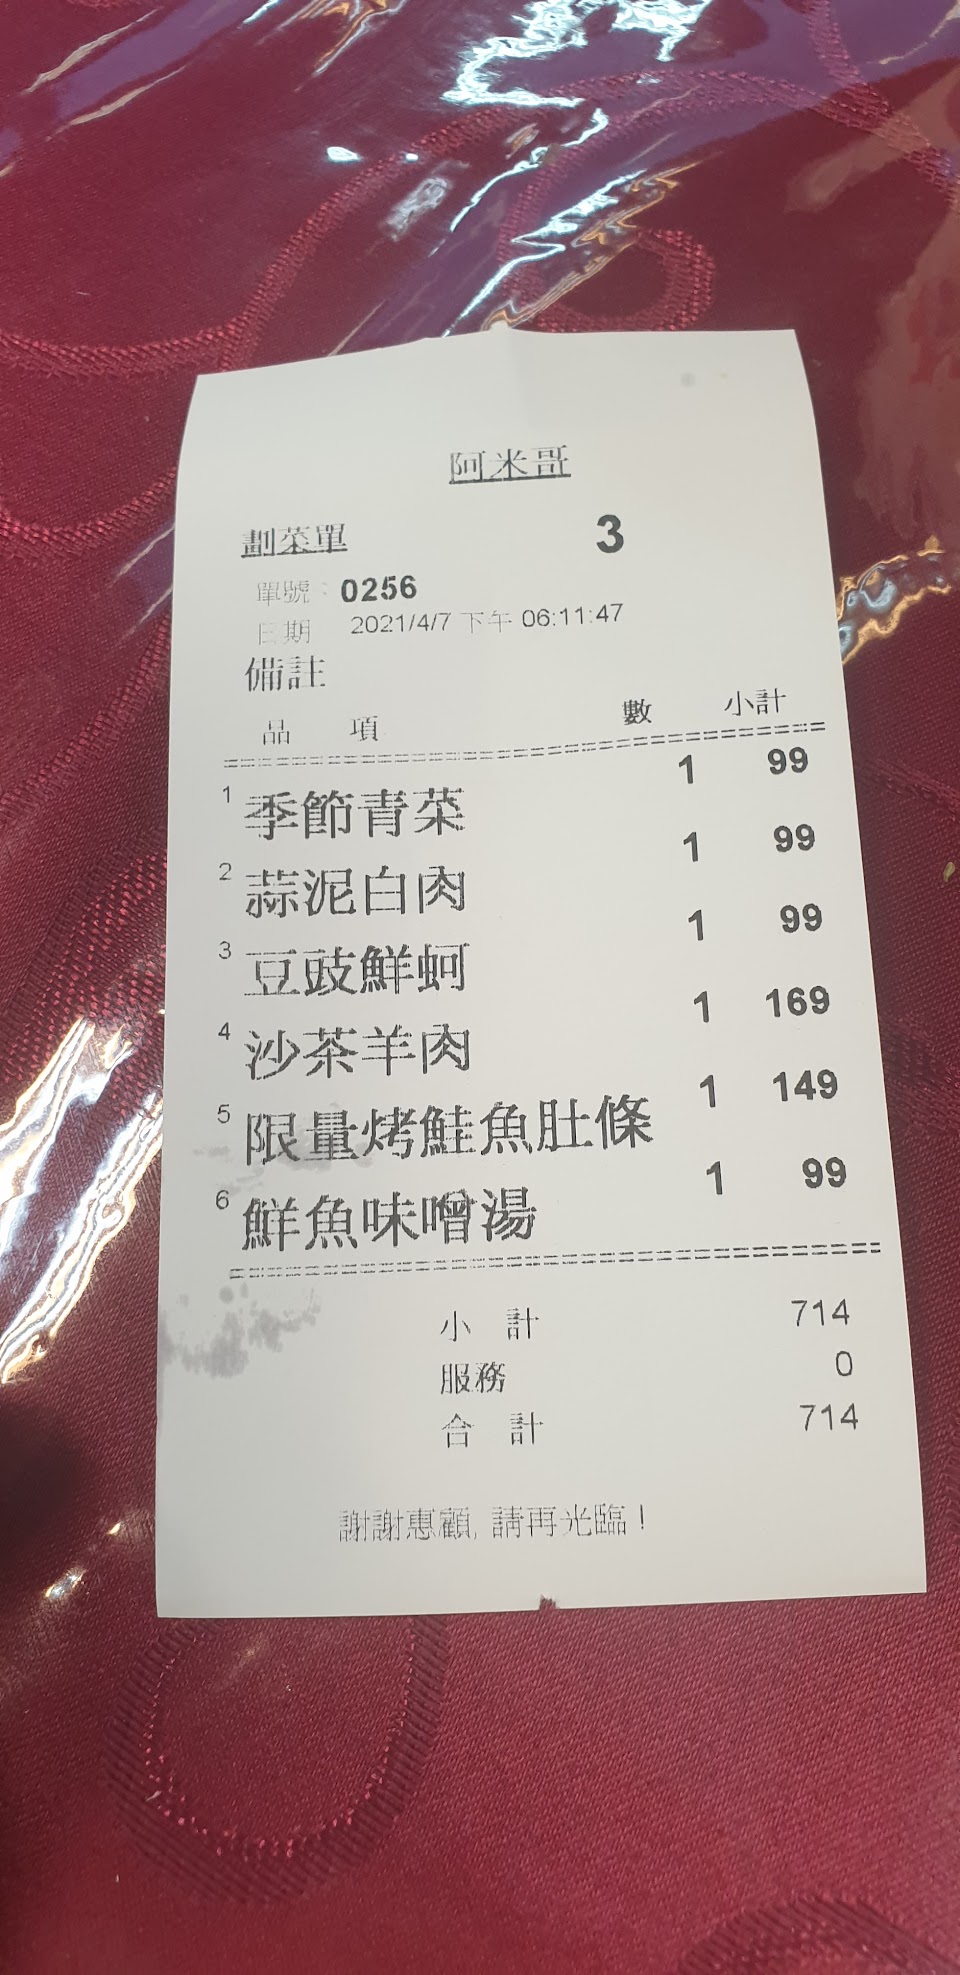 阿米哥
劃菜單 3
單號：0256
日期 2021/4/7 下午 06:11:47
備註
品 項 數 小計
1 季節青菜 1 99
2 蒜泥白肉 1 99
3 豆豉鮮蚵 1 99
4 沙茶羊肉 1 169
5 限量烤鮭魚肚條 1 149
6 鮮魚味噌湯 1 99
小 計 714
服務 0
合 計 714
謝謝惠顧, 請再光臨！